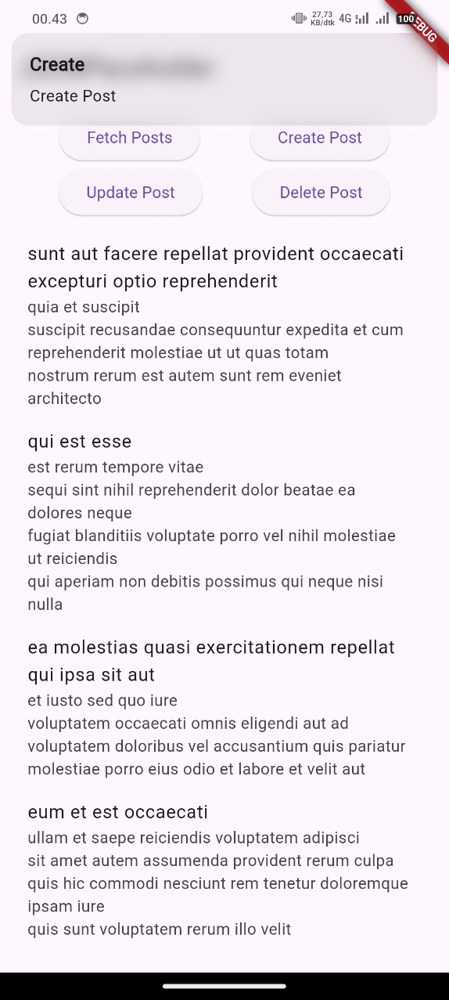 00.43
27,73
KB/dtk
4G
100
Create
Create Post
Fetch Posts
Create Post
Update Post
Delete Post
sunt aut facere repellat provident occaecati
excepturi optio reprehenderit
quia et suscipit
suscipit recusandae consequuntur expedita et cum
reprehenderit molestiae ut ut quas totam
nostrum rerum est autem sunt rem eveniet
architecto
qui est esse
est rerum tempore vitae
sequi sint nihil reprehenderit dolor beatae ea
dolores neque
fugiat blanditiis voluptate porro vel nihil molestiae
ut reiciendis
qui aperiam non debitis possimus qui neque nisi
nulla
ea molestias quasi exercitationem repellat
qui ipsa sit aut
et iusto sed quo iure
voluptatem occaecati omnis eligendi aut ad
voluptatem doloribus vel accusantium quis pariatur
molestiae porro eius odio et labore et velit aut
eum et est occaecati
ullam et saepe reiciendis voluptatem adipisci
sit amet autem assumenda provident rerum culpa
quis hic commodi nesciunt rem tenetur doloremque
ipsam iure
quis sunt voluptatem rerum illo velit